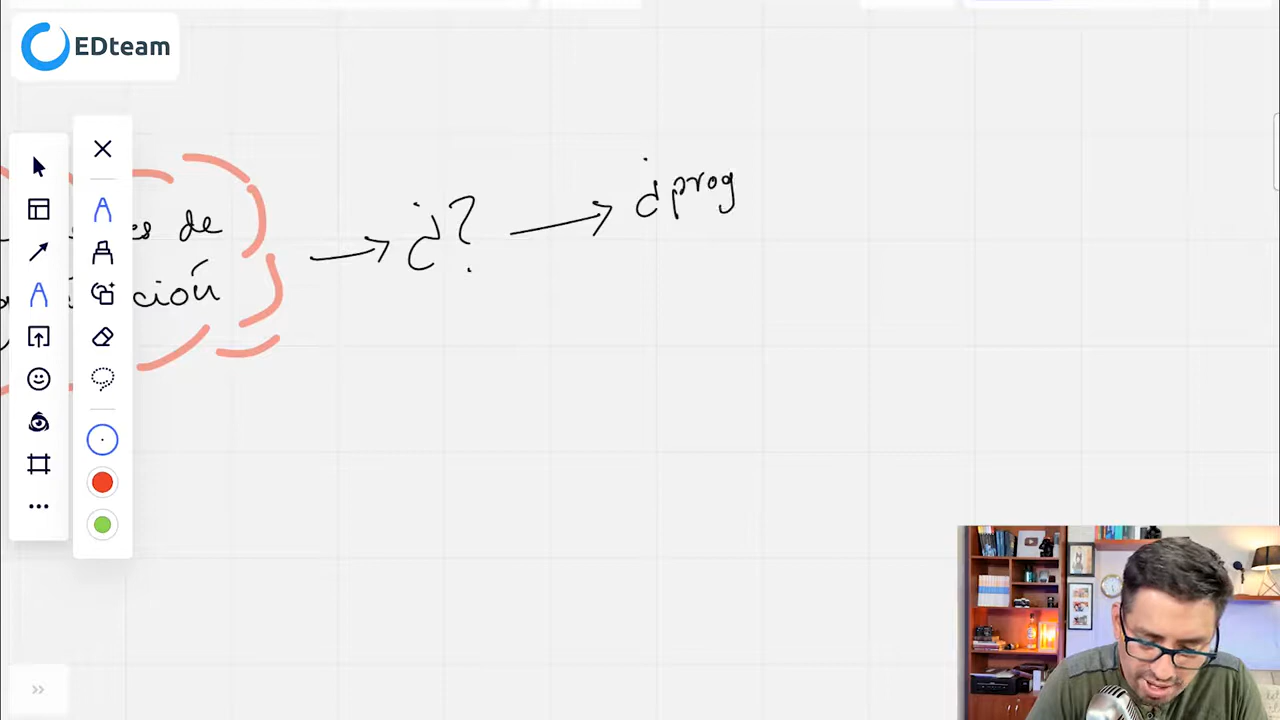 EDteam
→ ¿? → ¿prog
es de
ción